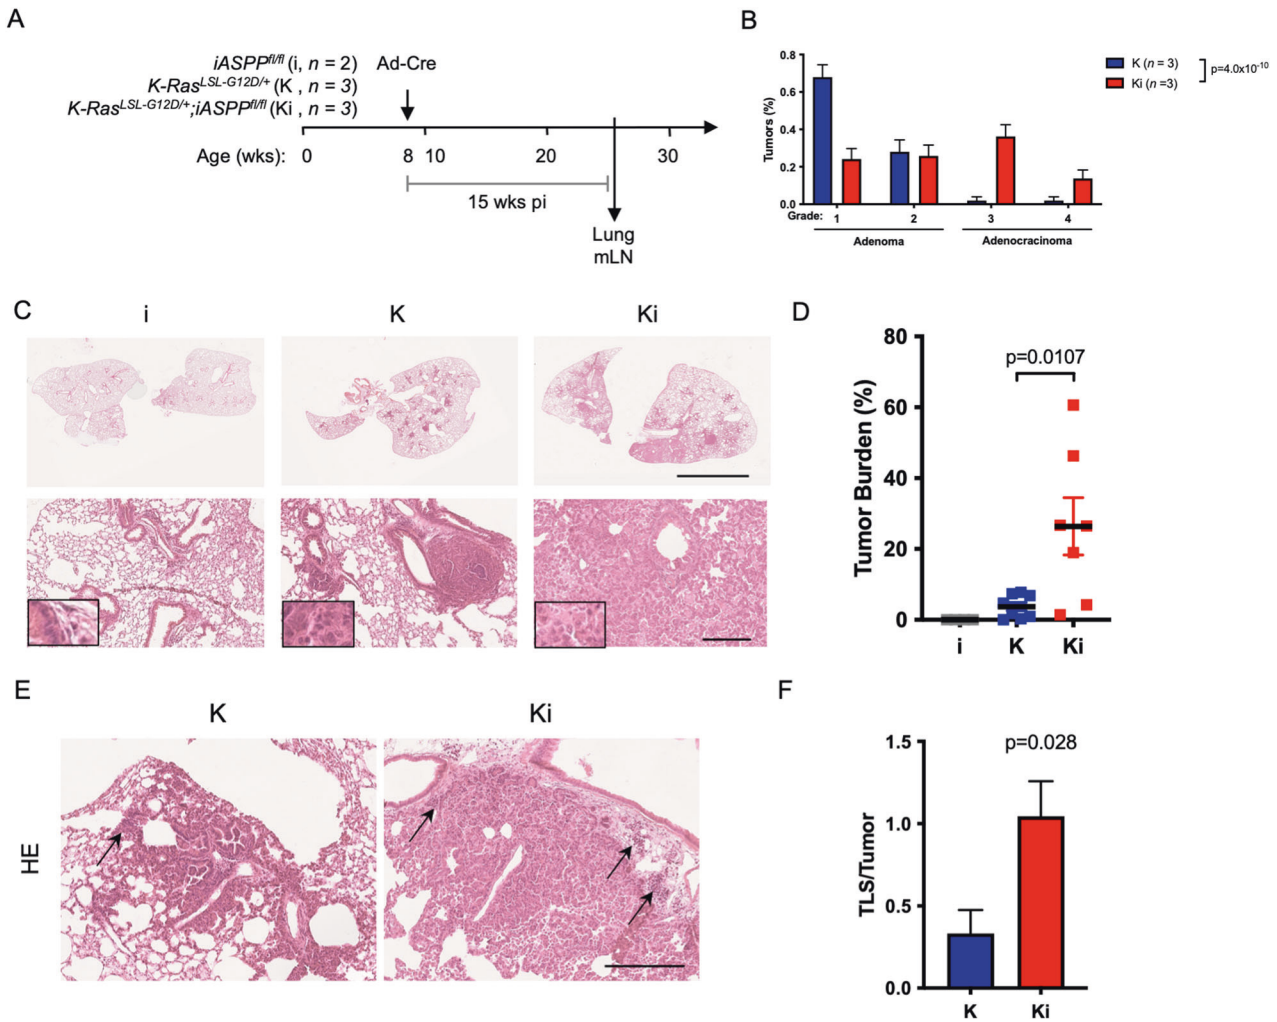 A
iASPPfl/fl (i, n = 2)
K-RasLSL-G12D/+ (K , n = 3)
K-RasLSL-G12D/+;iASPPfl/fl (Ki , n = 3)
Ad-Cre
Age (wks): 0 8 10 20 30
15 wks pi
Lung
mLN
B
Tumors (%)
0.8
0.6
0.4
0.2
0.0
K (n = 3)
Ki (n =3)
p=4.0x10-10
Grade: 1 2 3 4
Adenoma Adenocracinoma
C
i K Ki
D
Tumor Burden (%)
80
60
40
20
0
p=0.0107
i K Ki
E
K Ki
HE
F
TLS/Tumor
1.5
1.0
0.5
0.0
p=0.028
K Ki